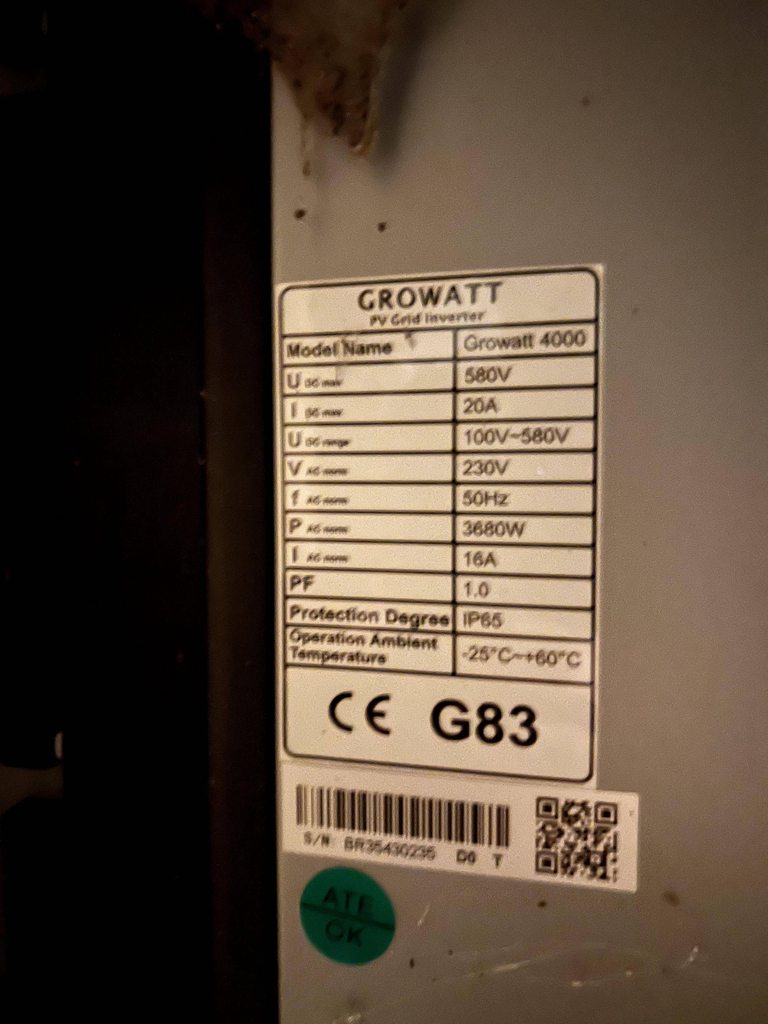 GROWATT
PV Grid Inverter
Model Name Growatt 4000
U DC max 580V
I DC max 20A
U DC range 100V~580V
V AC norm 230V
f AC norm 50Hz
P AC norm 3680W
I AC norm 16A
PF 1.0
Protection Degree IP65
Operation Ambient
Temperature -25°C~+60°C
CE G83
S/N: BR35430235 D0 T
ATE
OK